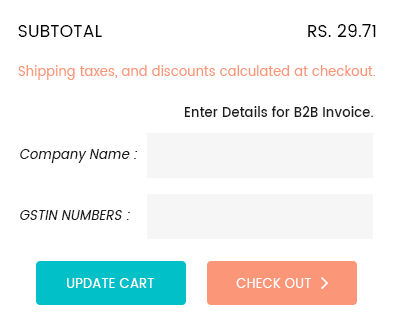 SUBTOTAL RS. 29.71
Shipping taxes, and discounts calculated at checkout.
Enter Details for B2B Invoice.
Company Name :
GSTIN NUMBERS :
UPDATE CART CHECK OUT